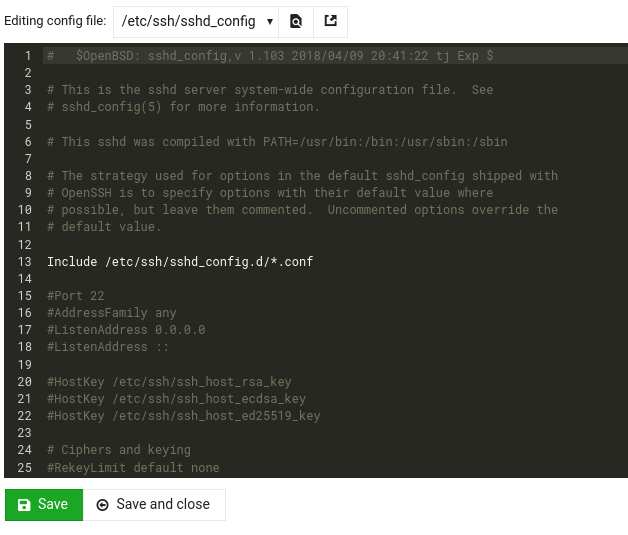 Editing config file: /etc/ssh/sshd_config
1 #   $OpenBSD: sshd_config,v 1.103 2018/04/09 20:41:22 tj Exp $
2
3 # This is the sshd server system-wide configuration file.  See
4 # sshd_config(5) for more information.
5
6 # This sshd was compiled with PATH=/usr/bin:/bin:/usr/sbin:/sbin
7
8 # The strategy used for options in the default sshd_config shipped with
9 # OpenSSH is to specify options with their default value where
10 # possible, but leave them commented.  Uncommented options override the
11 # default value.
12
13 Include /etc/ssh/sshd_config.d/*.conf
14
15 #Port 22
16 #AddressFamily any
17 #ListenAddress 0.0.0.0
18 #ListenAddress ::
19
20 #HostKey /etc/ssh/ssh_host_rsa_key
21 #HostKey /etc/ssh/ssh_host_ecdsa_key
22 #HostKey /etc/ssh/ssh_host_ed25519_key
23
24 # Ciphers and keying
25 #RekeyLimit default none
Save Save and close